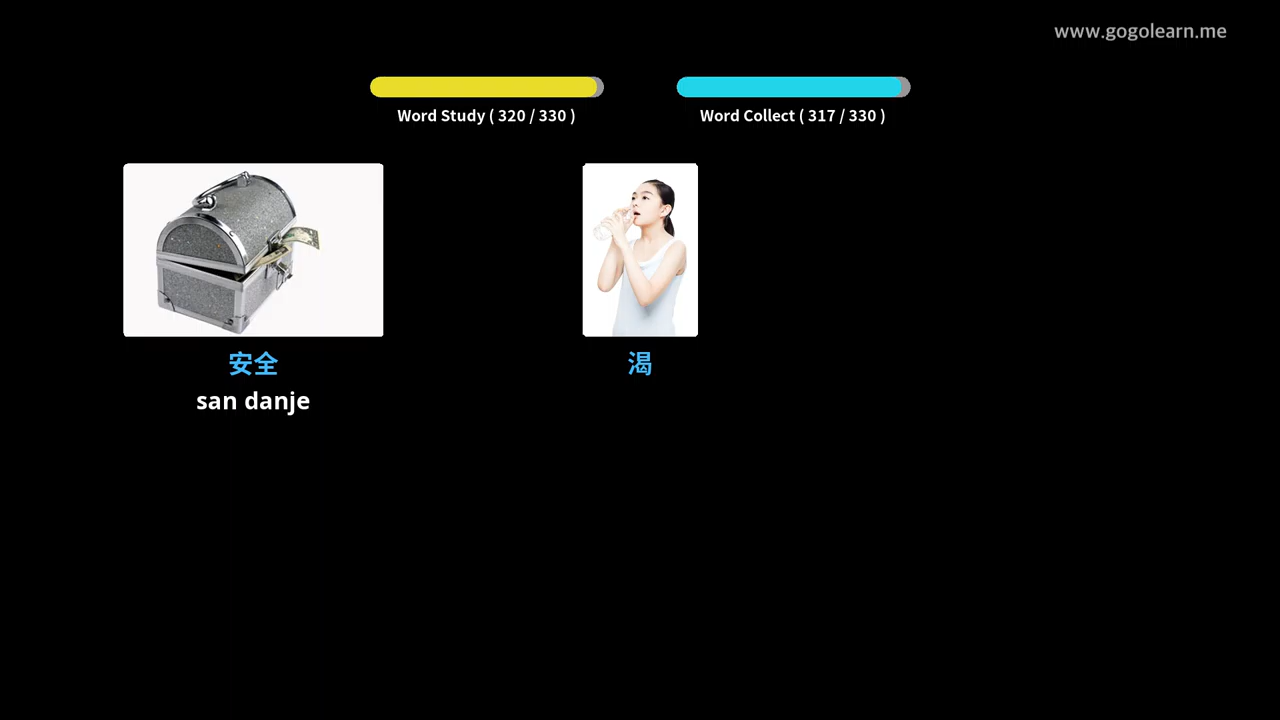 www.gogolearn.me
Word Study ( 320 / 330 )
Word Collect ( 317 / 330 )
安全
san danje
渴